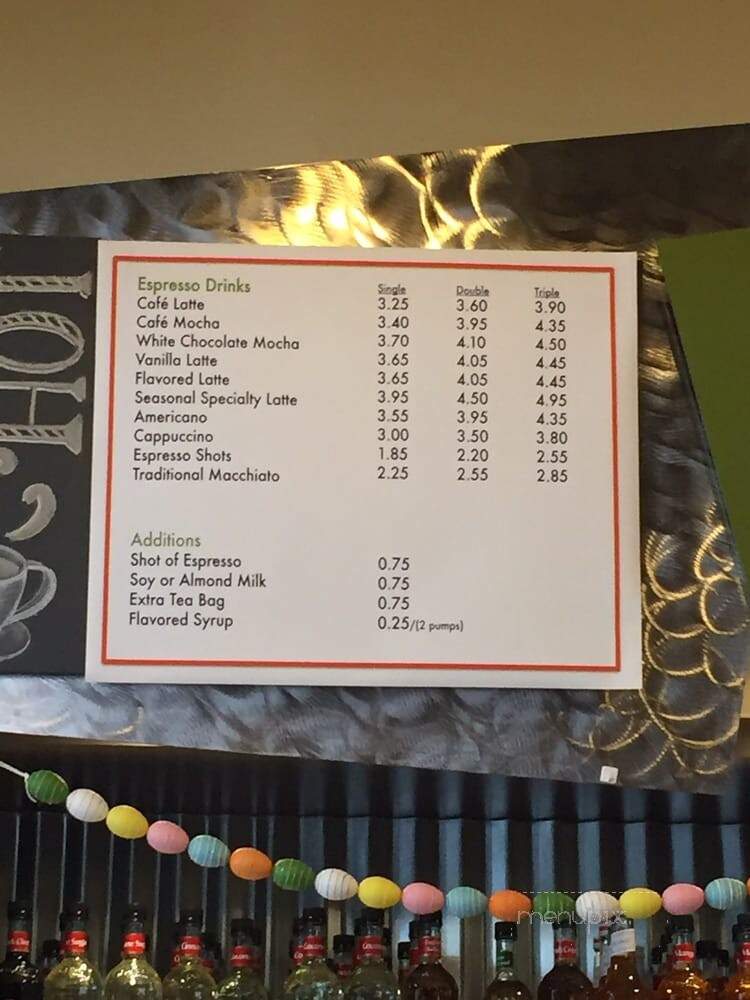 HOT
Espresso Drinks Single Double Triple
Café Latte 3.25 3.60 3.90
Café Mocha 3.40 3.95 4.35
White Chocolate Mocha 3.70 4.10 4.50
Vanilla Latte 3.65 4.05 4.45
Flavored Latte 3.65 4.05 4.45
Seasonal Specialty Latte 3.95 4.50 4.95
Americano 3.55 3.95 4.35
Cappuccino 3.00 3.50 3.80
Espresso Shots 1.85 2.20 2.55
Traditional Macchiato 2.25 2.55 2.85
Additions
Shot of Espresso 0.75
Soy or Almond Milk 0.75
Extra Tea Bag 0.75
Flavored Syrup 0.25/(2 pumps)
menupix